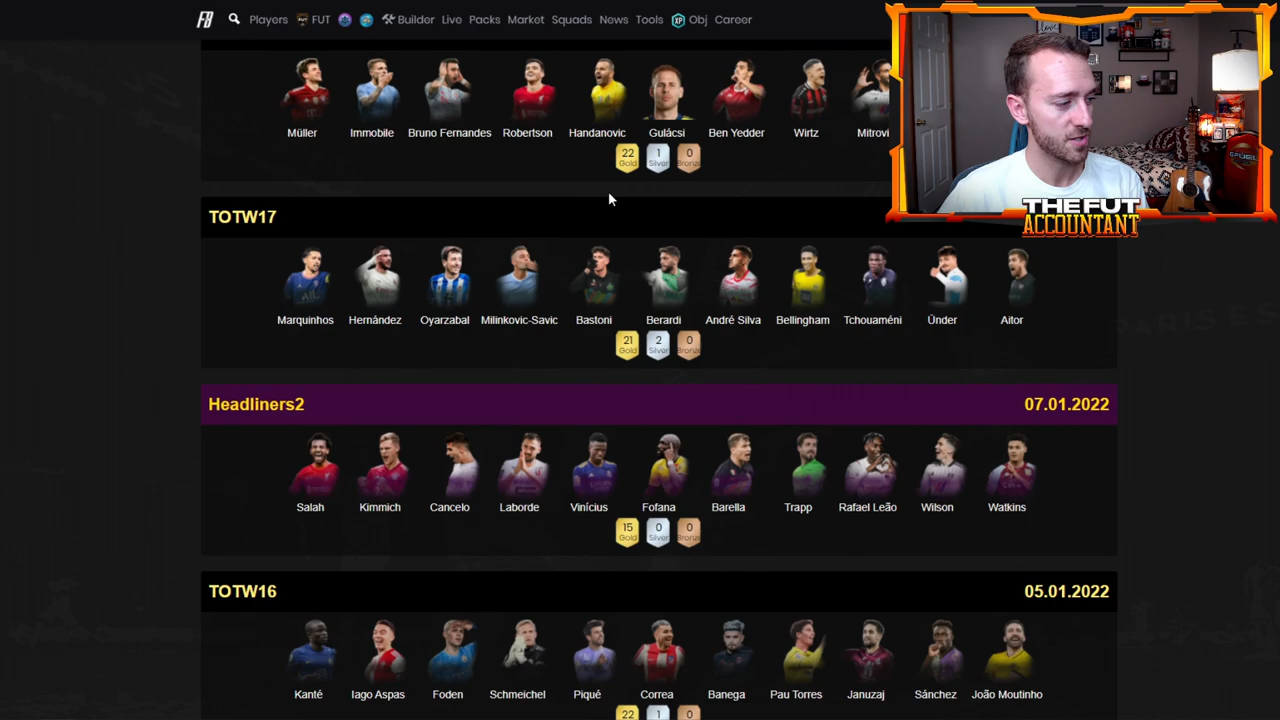 FB Players FUT Builder Live Packs Market Squads News Tools XP Obj Career
Müller Immobile Bruno Fernandes Robertson Handanovic Gulácsi Ben Yedder Wirtz Mitrovi
22 1 0
Gold Silver Bronze
THE FUT
ACCOUNTANT
TOTW17
Marquinhos Hernández Oyarzabal Milinkovic-Savic Bastoni Berardi André Silva Bellingham Tchouaméni Ünder Aitor
21 2 0
Gold Silver Bronze
Headliners2 07.01.2022
Salah Kimmich Cancelo Laborde Vinícius Fofana Barella Trapp Rafael Leão Wilson Watkins
15 0 0
Gold Silver Bronze
TOTW16 05.01.2022
Kanté Iago Aspas Foden Schmeichel Piqué Correa Banega Pau Torres Januzaj Sánchez João Moutinho
22 1 0